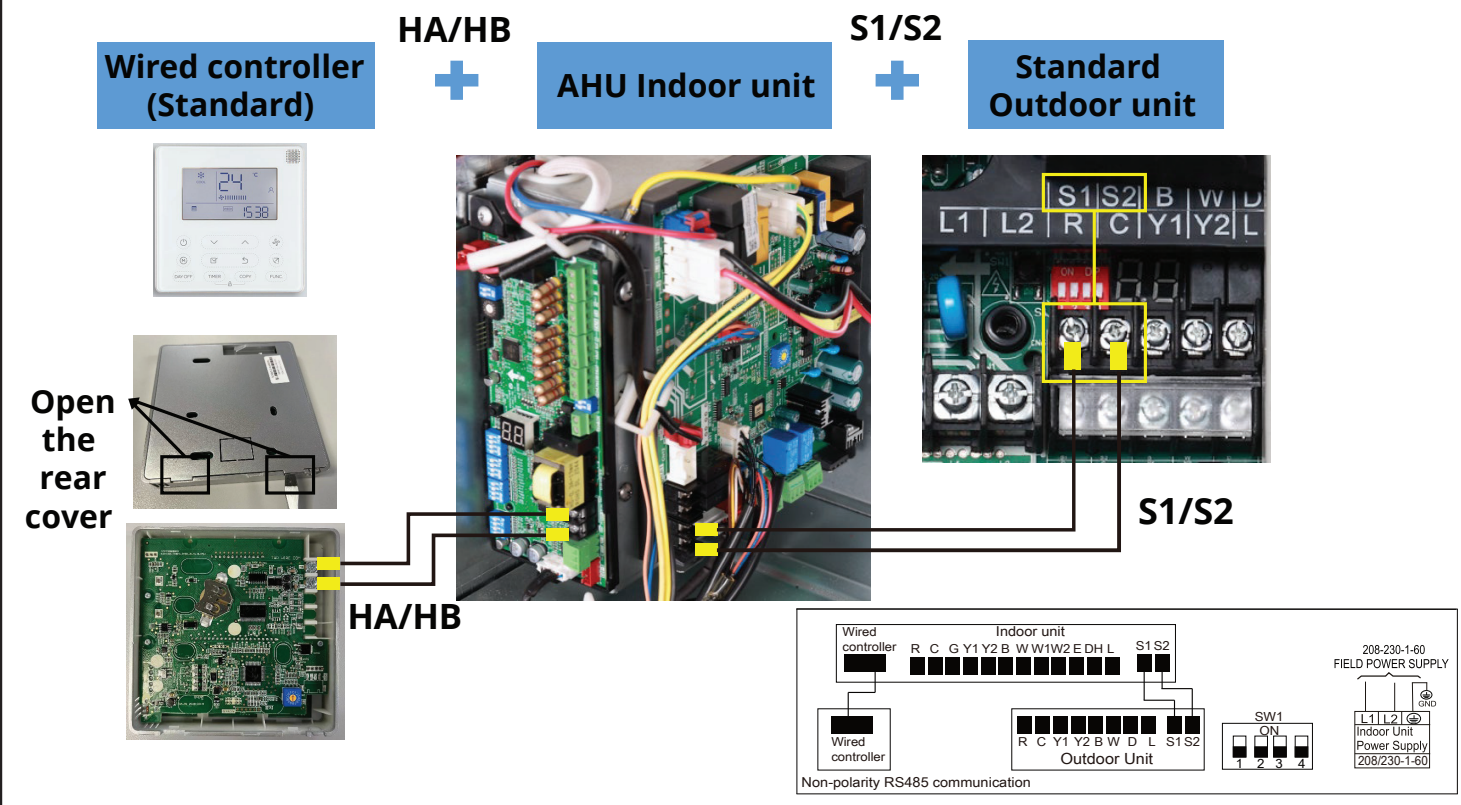 HA/HB
S1/S2
Wired controller
(Standard)
AHU Indoor unit
Standard
Outdoor unit
24 °C
15:38
ON/OFF TIMER COPY FUNC
Open
the
rear
cover
HA/HB
S1 S2 B W D
L1 L2 R C Y1 Y2 L
ON DIP
S1/S2
Wired
controller
Indoor unit
R C G Y1 Y2 B W W1 W2 E DH L S1 S2
R C Y1 Y2 B W D L S1 S2
Outdoor Unit
Wired
controller
Non-polarity RS485 communication
SW1
ON
1 2 3 4
208-230-1-60
FIELD POWER SUPPLY
GND
L1 L2
Indoor Unit
Power Supply
208/230-1-60